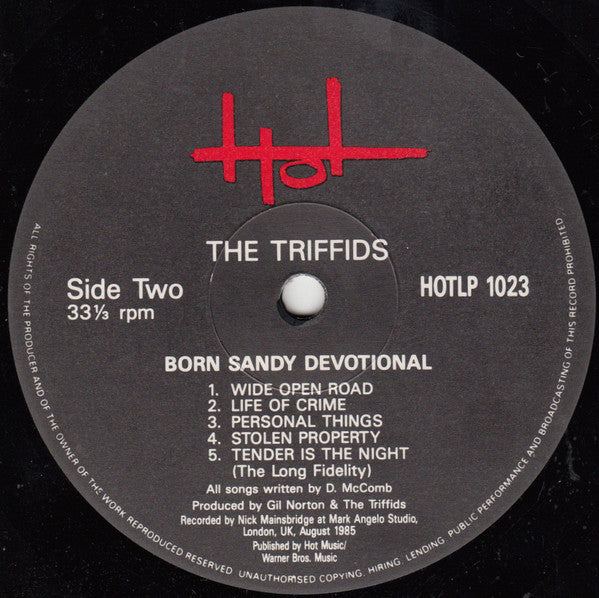 Hot
THE TRIFFIDS
Side Two
33⅓ rpm
HOTLP 1023
BORN SANDY DEVOTIONAL
1. WIDE OPEN ROAD
2. LIFE OF CRIME
3. PERSONAL THINGS
4. STOLEN PROPERTY
5. TENDER IS THE NIGHT
(The Long Fidelity)
All songs written by D. McComb
Produced by Gil Norton & The Triffids
Recorded by Nick Mainsbridge at Mark Angelo Studio,
London, UK, August 1985
Published by Hot Music/
Warner Bros. Music
ALL RIGHTS OF THE PRODUCER AND OF THE OWNER OF THE WORK REPRODUCED RESERVED. UNAUTHORISED COPYING, HIRING, LENDING, PUBLIC PERFORMANCE AND BROADCASTING OF THIS RECORD PROHIBITED